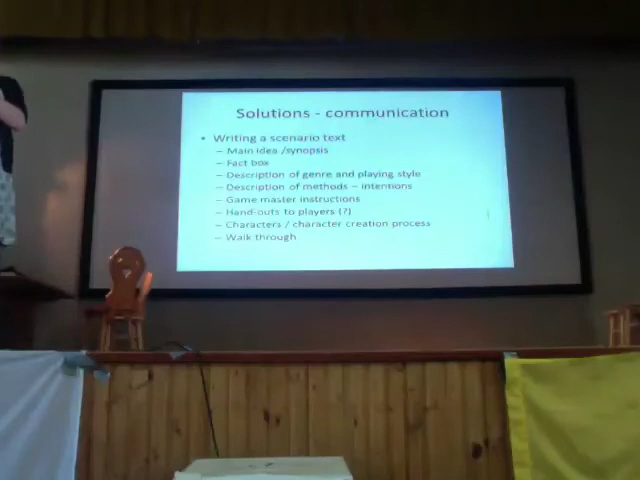 Solutions - communication
• Writing a scenario text
– Main idea /synopsis
– Fact box
– Description of genre and playing style
– Description of methods – intentions
– Game master instructions
– Hand-outs to players (?)
– Characters / character creation process
– Walk through